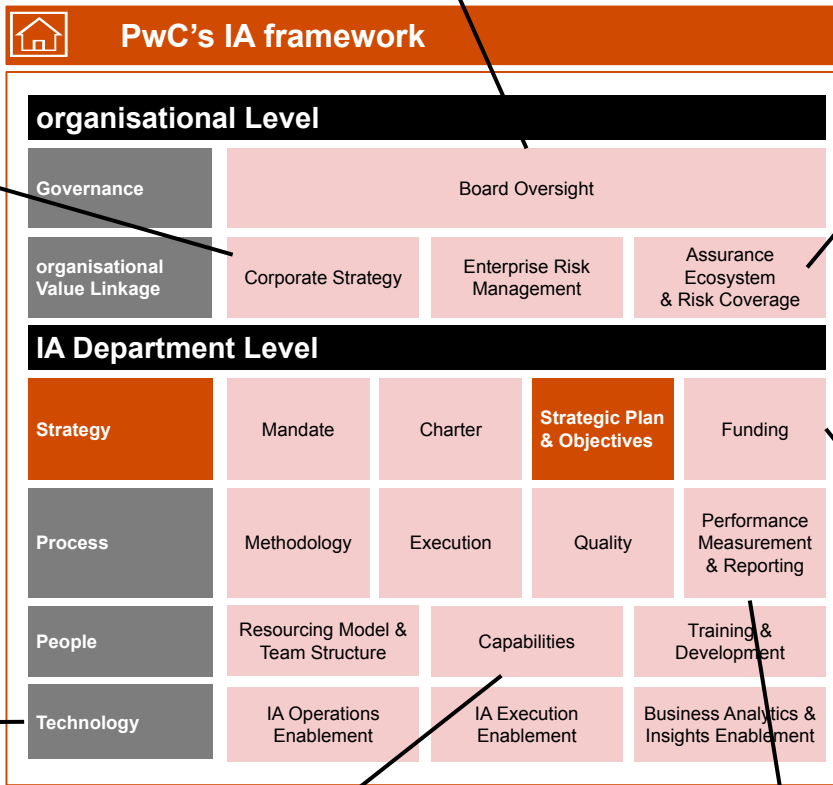 PwC’s IA framework
organisational Level
Governance
Board Oversight
organisational
Value Linkage
Corporate Strategy
Enterprise Risk
Management
Assurance
Ecosystem
& Risk Coverage
IA Department Level
Strategy
Mandate
Charter
Strategic Plan
& Objectives
Funding
Process
Methodology
Execution
Quality
Performance
Measurement
& Reporting
People
Resourcing Model &
Team Structure
Capabilities
Training &
Development
Technology
IA Operations
Enablement
IA Execution
Enablement
Business Analytics &
Insights Enablement